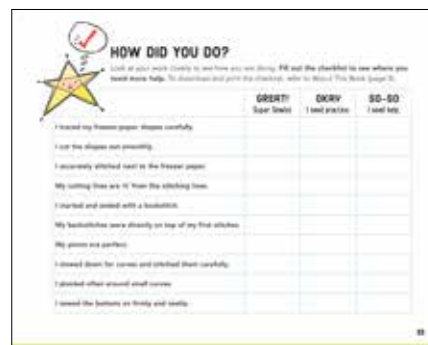 HOW DID YOU DO?
Look at your work closely to see how you are doing. Fill out the checklist to see where you
need more help. To download and print the checklist, refer to About This Book (page 8).
GREAT! OKAY SO-SO
Super Sewist I need practice I need help
I traced my freezer paper shapes carefully.
I cut the shapes out smoothly.
I accurately stitched next to the freezer paper.
My cutting lines are ¼˝ from the stitching lines.
I started and ended with a backstitch.
My backstitches were directly on top of my first stitches.
My pivots are perfect.
I slowed down for curves and stitched them carefully.
I pivoted often around small curves.
I sewed the buttons on firmly and neatly.